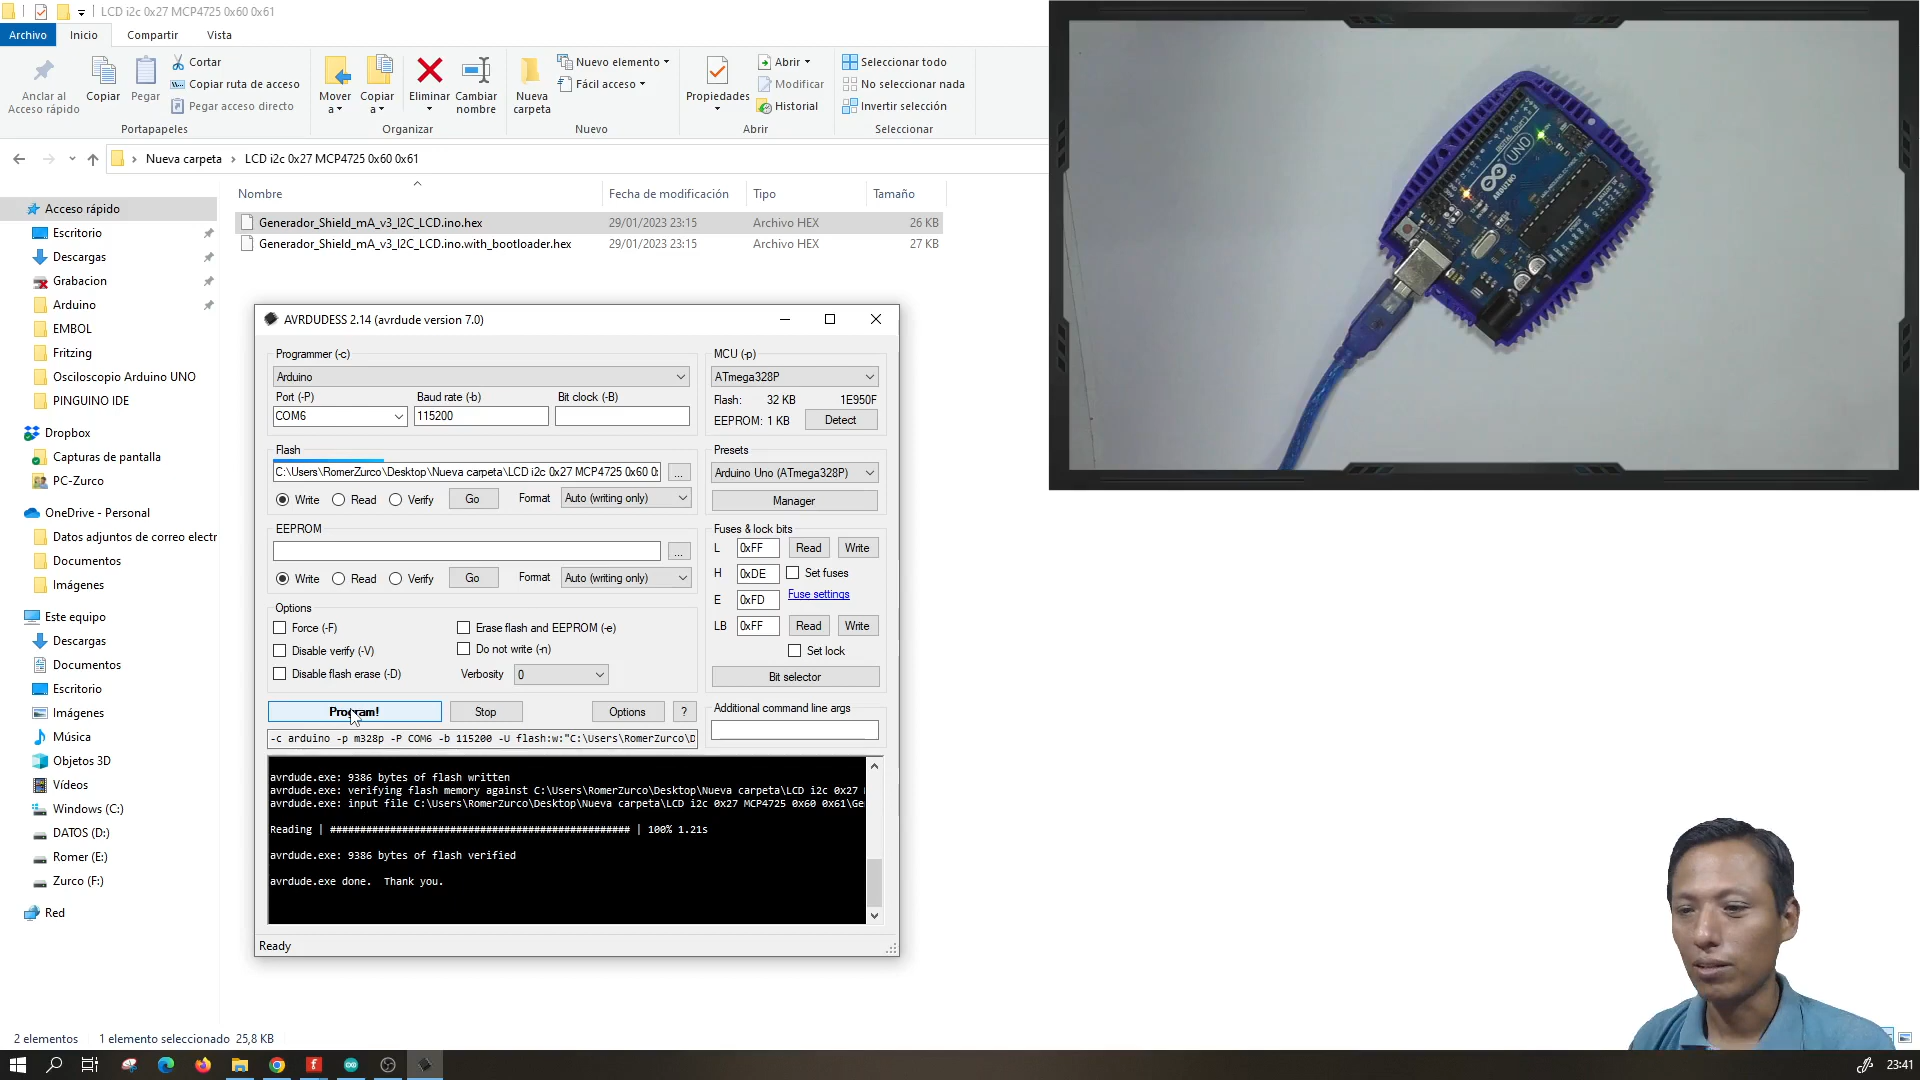 LCD i2c 0x27 MCP4725 0x60 0x61
Archivo
Inicio
Compartir
Vista
Anclar al
Acceso rápido
Copiar
Pegar
Cortar
Copiar ruta de acceso
Pegar acceso directo
Portapapeles
Mover
a
Copiar
a
Eliminar
Cambiar
nombre
Organizar
Nueva
carpeta
Nuevo elemento
Fácil acceso
Nuevo
Propiedades
Abrir
Modificar
Historial
Abrir
Seleccionar todo
No seleccionar nada
Invertir selección
Seleccionar
Nueva carpeta
LCD i2c 0x27 MCP4725 0x60 0x61
Nombre
Fecha de modificación
Tipo
Tamaño
Generador_Shield_mA_v3_I2C_LCD.ino.hex
29/01/2023 23:15
Archivo HEX
26 KB
Generador_Shield_mA_v3_I2C_LCD.ino.with_bootloader.hex
29/01/2023 23:15
Archivo HEX
27 KB
Acceso rápido
Escritorio
Descargas
Grabacion
Arduino
EMBOL
Fritzing
Osciloscopio Arduino UNO
PINGUINO IDE
Dropbox
Capturas de pantalla
PC-Zurco
OneDrive - Personal
Datos adjuntos de correo electr
Documentos
Imágenes
Este equipo
Descargas
Documentos
Escritorio
Imágenes
Música
Objetos 3D
Vídeos
Windows (C:)
DATOS (D:)
Romer (E:)
Zurco (F:)
Red
AVRDUDESS 2.14 (avrdude version 7.0)
Programmer (-c)
Arduino
Port (-P)
Baud rate (-b)
Bit clock (-B)
COM6
115200
MCU (-p)
ATmega328P
Flash: 32 KB 1E950F
EEPROM: 1 KB
Detect
Flash
C:\Users\RomerZurco\Desktop\Nueva carpeta\LCD i2c 0x27 MCP4725 0x60 0:
...
Write
Read
Verify
Go
Format
Auto (writing only)
Presets
Arduino Uno (ATmega328P)
Manager
EEPROM
...
Write
Read
Verify
Go
Format
Auto (writing only)
Fuses & lock bits
L 0xFF Read Write
H 0xDE Set fuses
Fuse settings
E 0xFD
LB 0xFF Read Write
Set lock
Bit selector
Options
Force (-F)
Erase flash and EEPROM (-e)
Disable verify (-V)
Do not write (-n)
Disable flash erase (-D)
Verbosity
0
Program!
Stop
Options
?
Additional command line args
-c arduino -p m328p -P COM6 -b 115200 -U flash:w:"C:\Users\RomerZurco\D
avrdude.exe: 9386 bytes of flash written
avrdude.exe: verifying flash memory against C:\Users\RomerZurco\Desktop\Nueva carpeta\LCD i2c 0x27
avrdude.exe: input file C:\Users\RomerZurco\Desktop\Nueva carpeta\LCD i2c 0x27 MCP4725 0x60 0x61\Ge
Reading | ################################################## | 100% 1.21s
avrdude.exe: 9386 bytes of flash verified
avrdude.exe done. Thank you.
Ready
UNO
ARDUINO
2 elementos
1 elemento seleccionado 25,8 KB
23:41